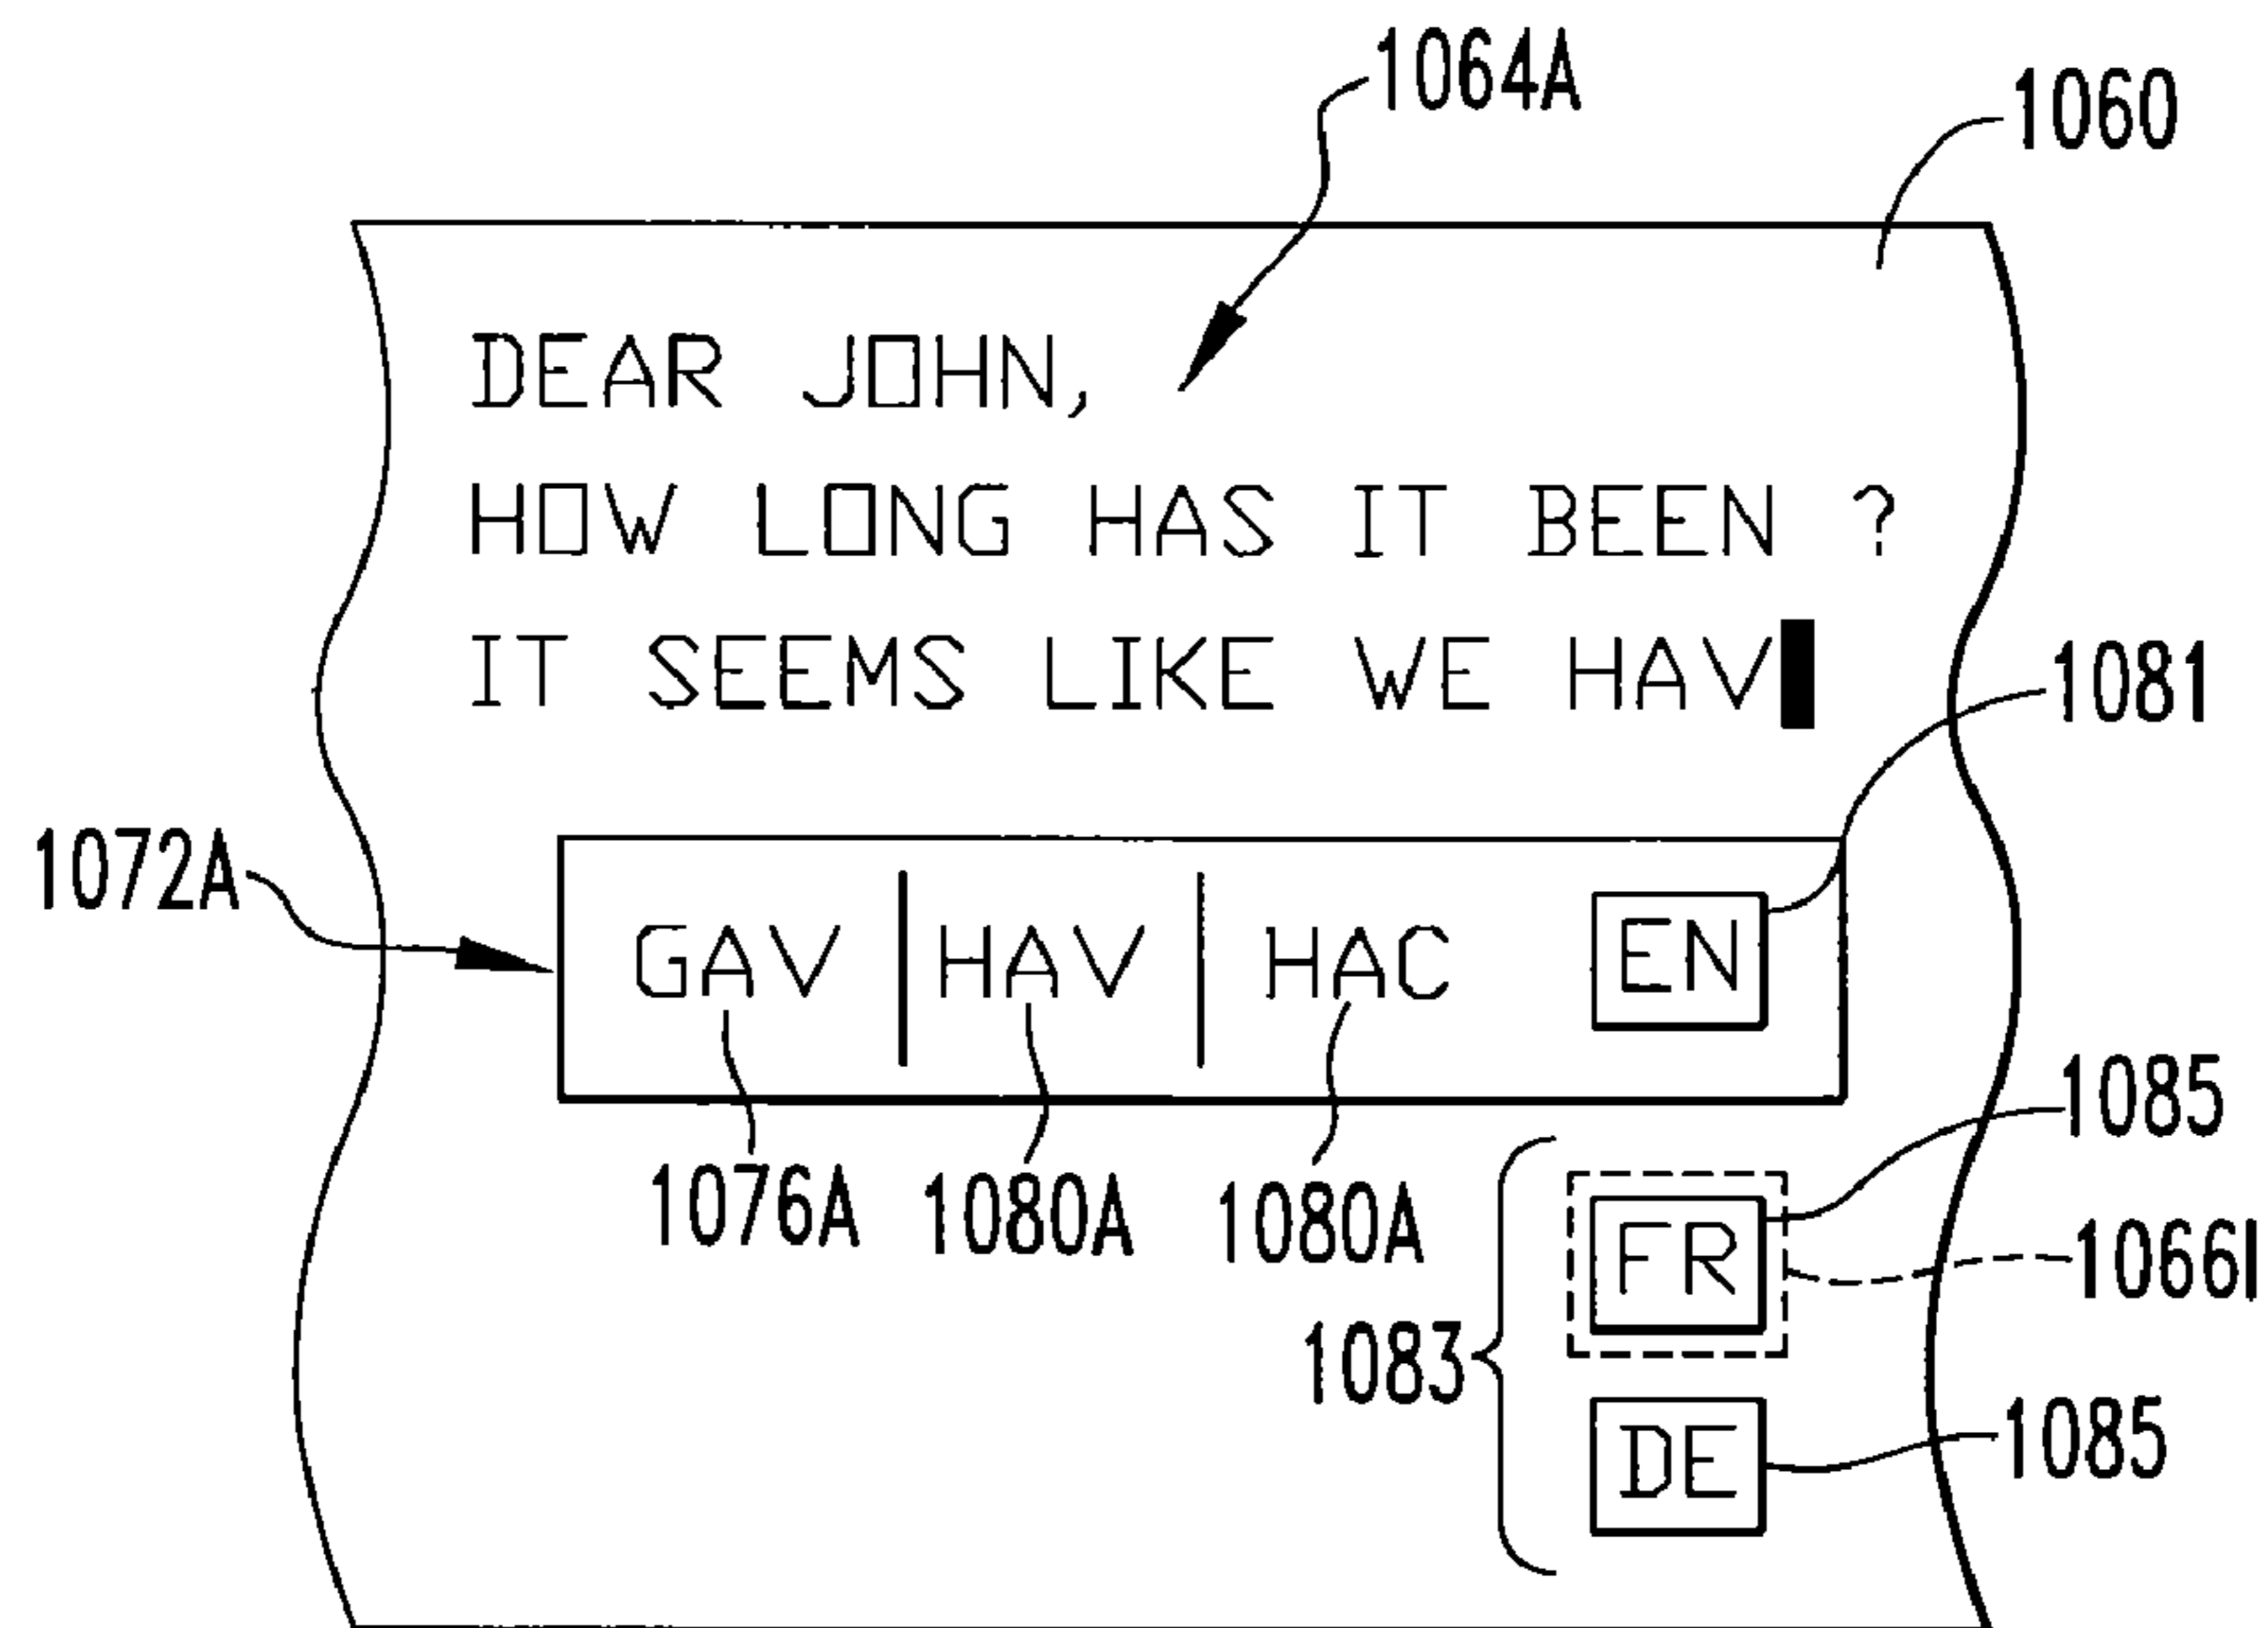 1064A
1060
DEAR JOHN,
HOW LONG HAS IT BEEN ?
IT SEEMS LIKE WE HAV
1081
1072A
GAV | HAV | HAC EN
1076A 1080A 1080A
1085
FR
1066I
1083
DE
1085